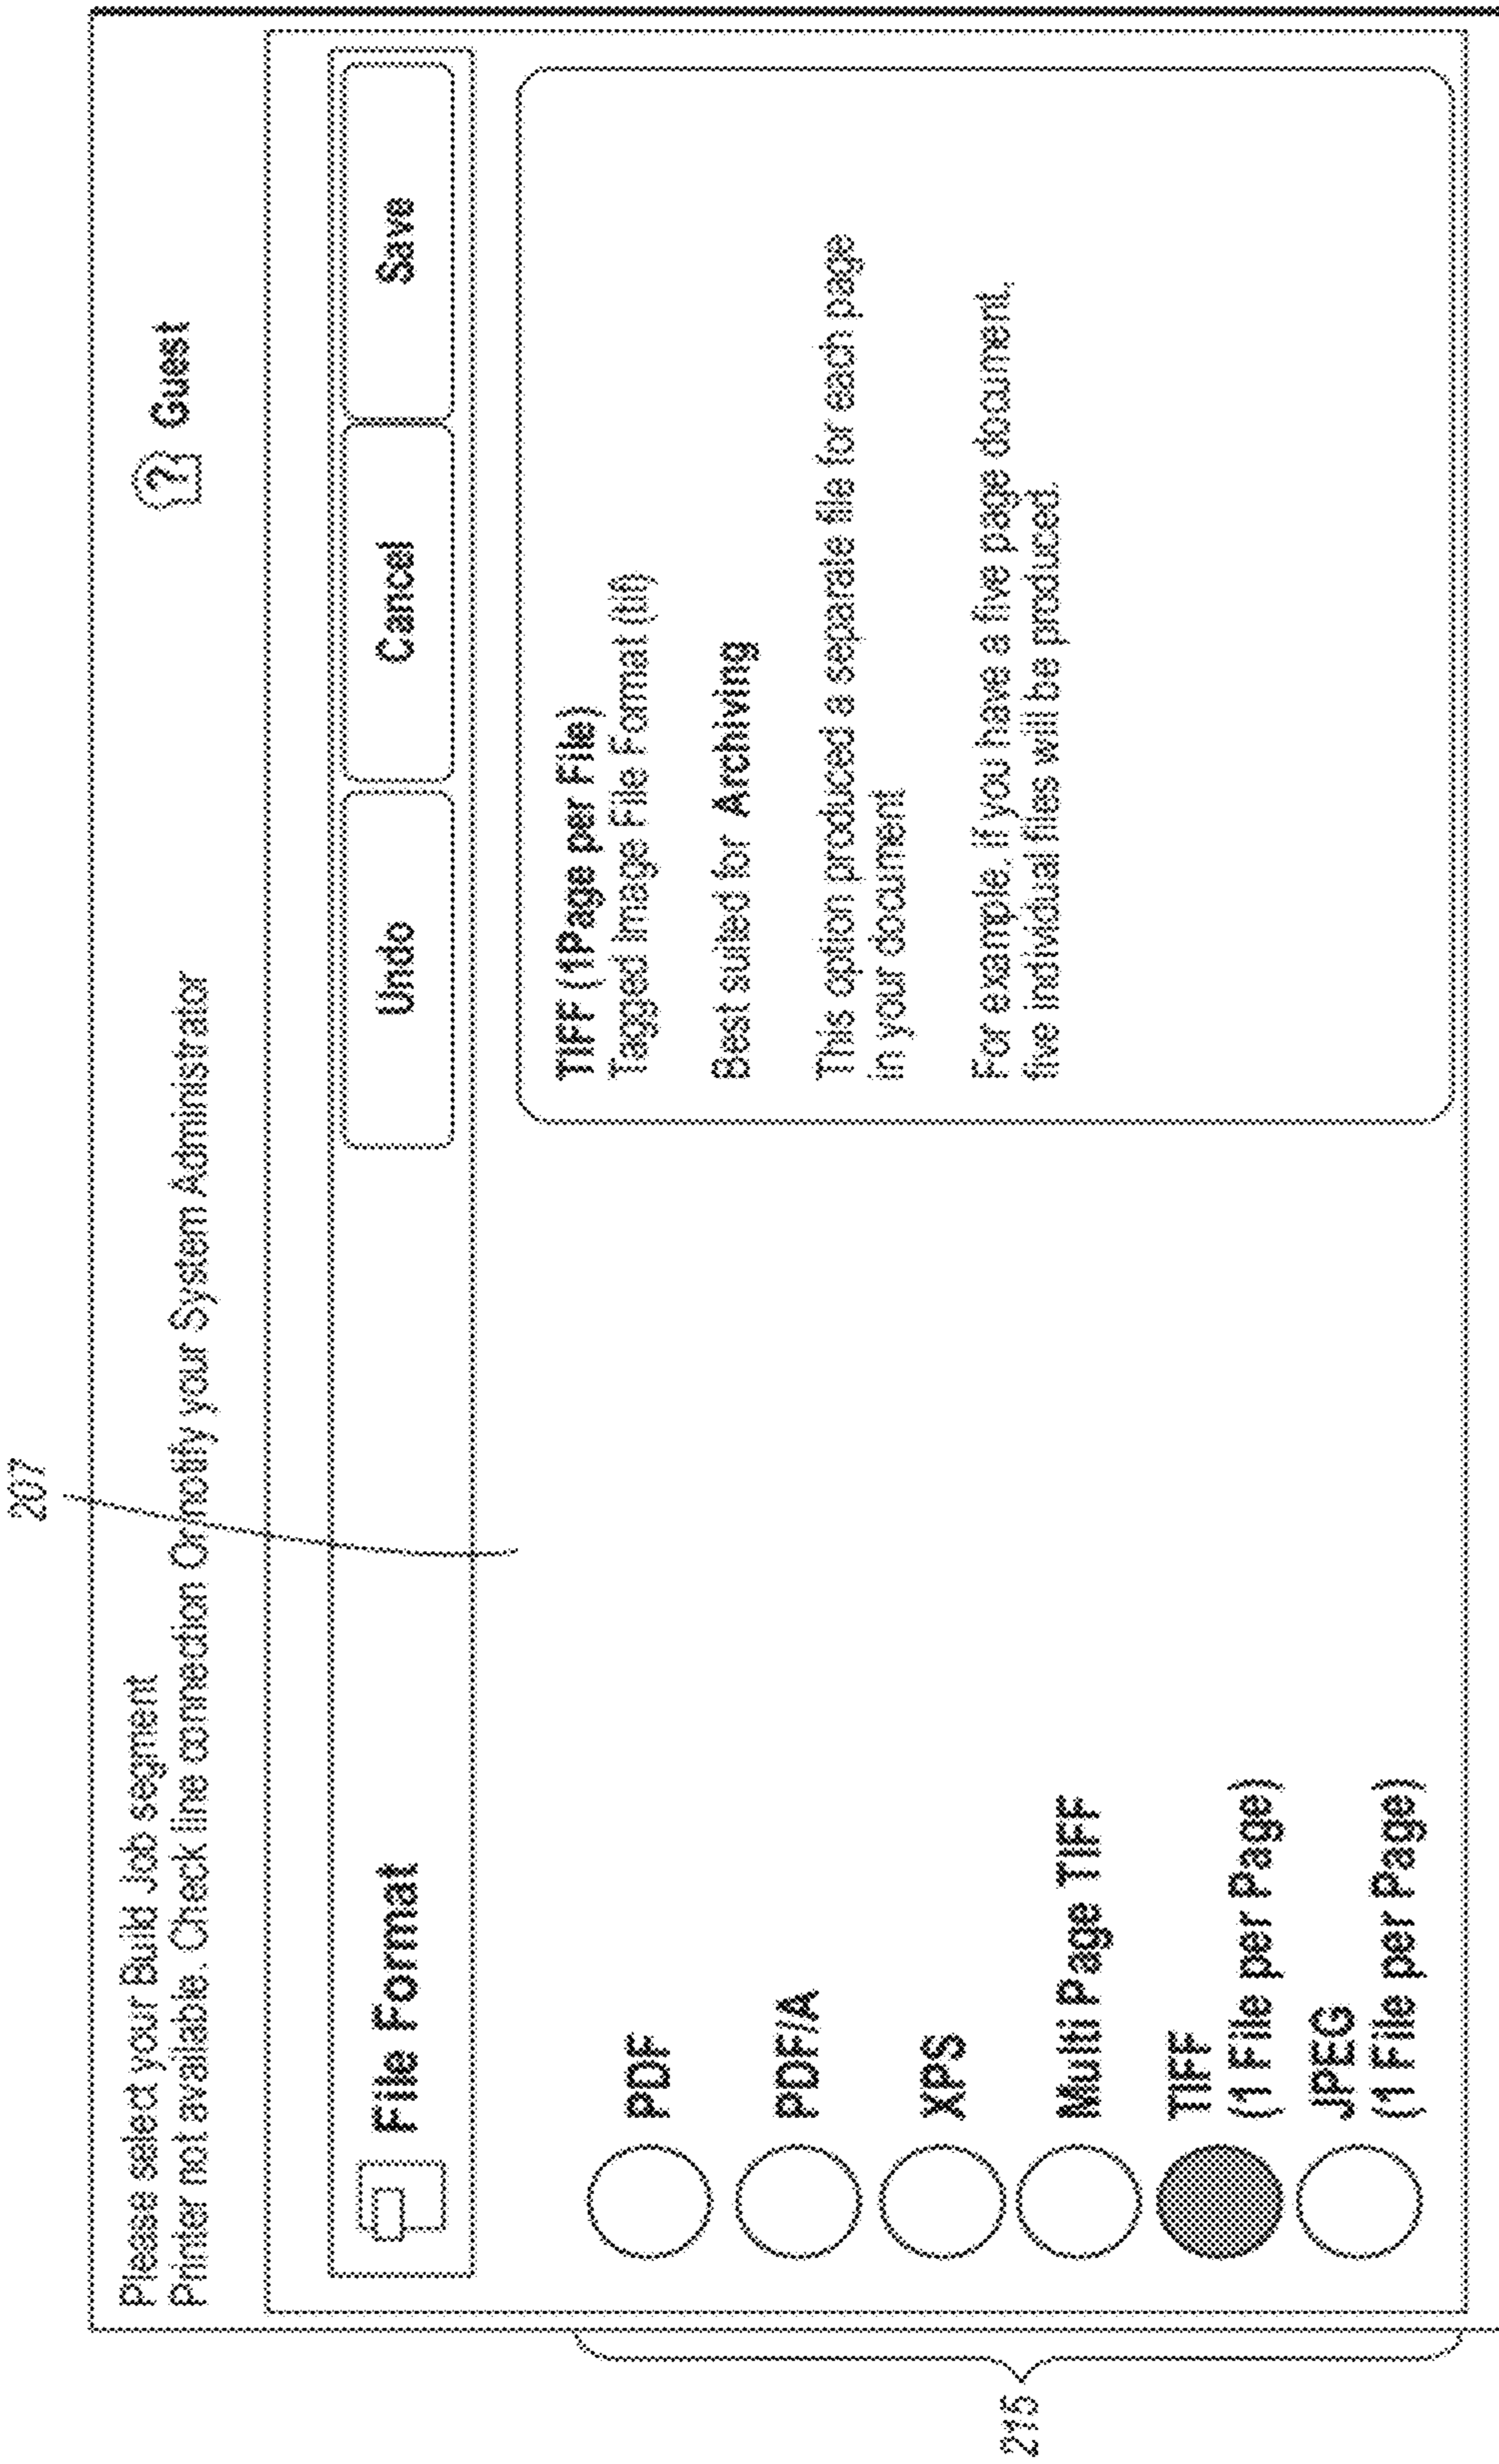 207
Please select your Build Job segment
Printer not available. Check line connection Or notify your System Administrator
? Guest
File Format
Undo
Cancel
Save
PDF
PDF/A
XPS
Multi Page TIFF
TIFF
(1 File per Page)
JPEG
(1 File per Page)
TIFF (1Page per File)
Tagged Image File Format (tif)
Best suited for Archiving
This option produced a separate file for each page
in your document
For example, if you have a five page document,
five individual files will be produced.
215